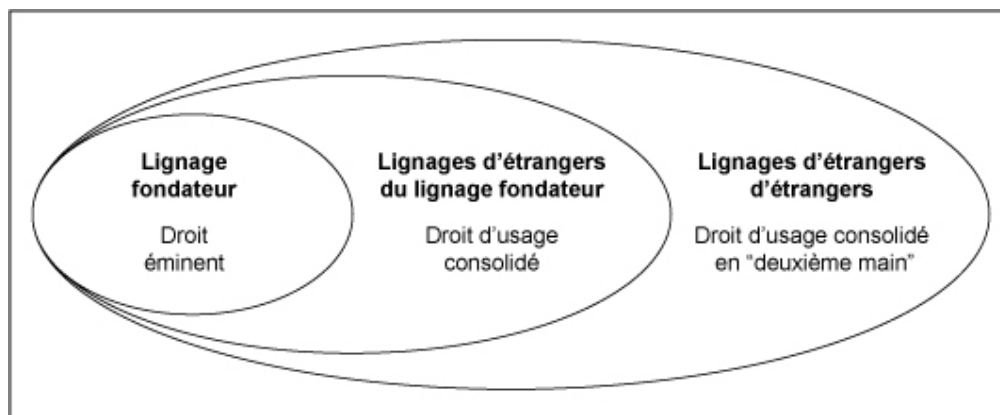 Lignage
fondateur
Droit
éminent
Lignages d'étrangers
du lignage fondateur
Droit d'usage
consolidé
Lignages d'étrangers
d'étrangers
Droit d'usage consolidé
en "deuxième main"